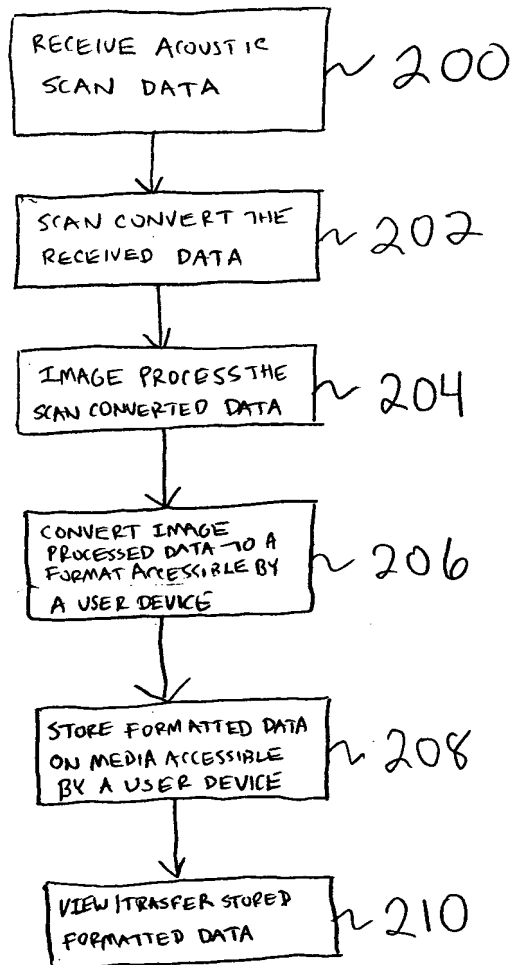 RECEIVE ACOUSTIC
SCAN DATA
200
SCAN CONVERT THE
RECEIVED DATA
202
IMAGE PROCESS THE
SCAN CONVERTED DATA
204
CONVERT IMAGE
PROCESSED DATA TO A
FORMAT ACCESSIBLE BY
A USER DEVICE
206
STORE FORMATTED DATA
ON MEDIA ACCESSIBLE
BY A USER DEVICE
208
VIEW/TRASFER STORED
FORMATTED DATA
210